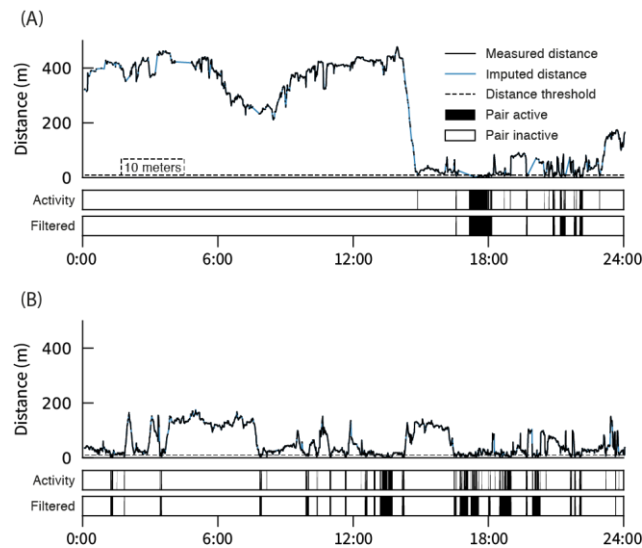 (A)
Distance (m)
400
200
0
Measured distance
Imputed distance
Distance threshold
Pair active
Pair inactive
10 meters
Activity
Filtered
0:00 6:00 12:00 18:00 24:00
(B)
Distance (m)
400
200
0
Activity
Filtered
0:00 6:00 12:00 18:00 24:00